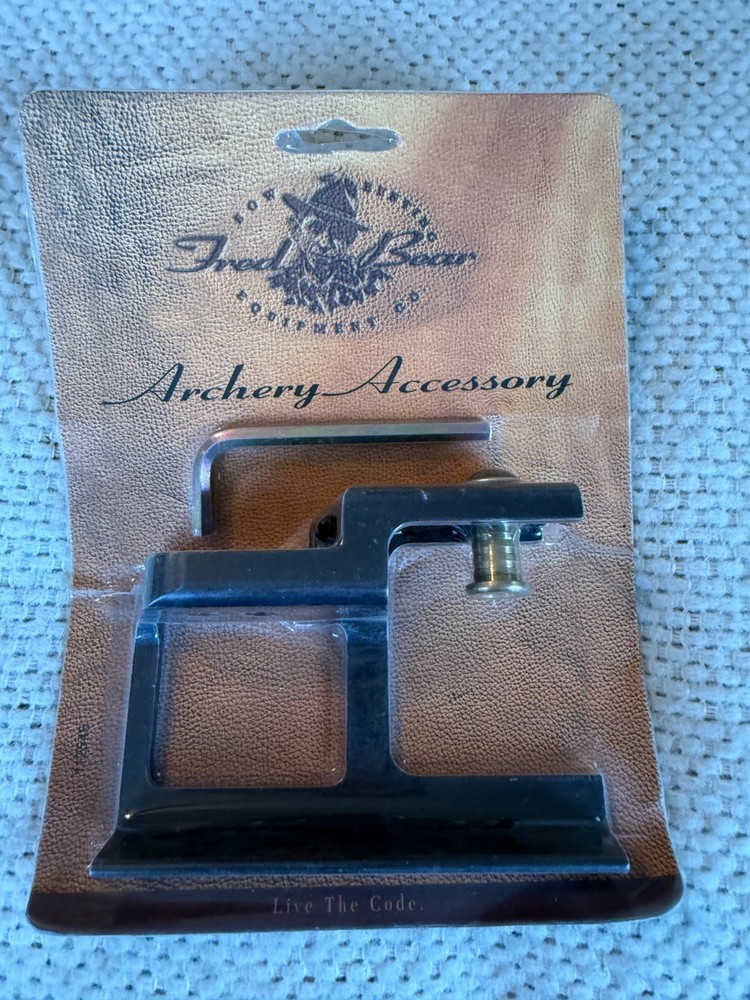 BOW HUNTING
Fred Bear
EQUIPMENT CO
Archery Accessory
Live The Code.